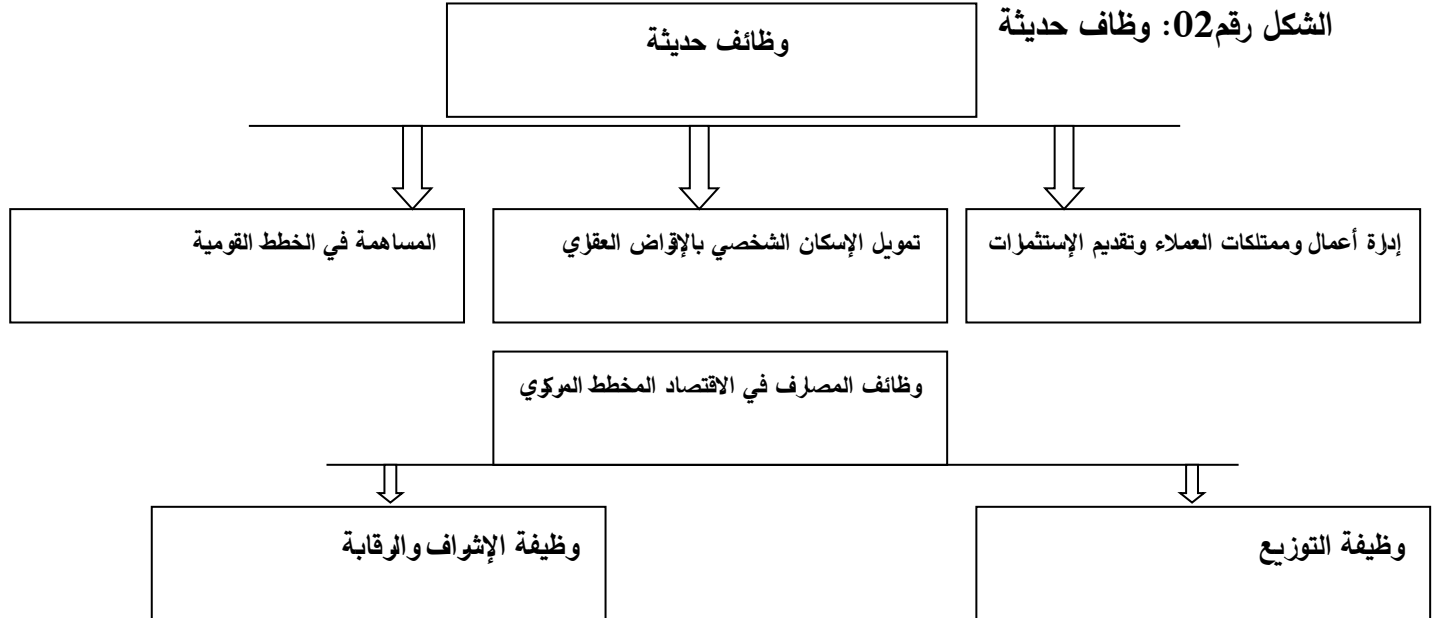 الشكل رقم02: وظاف حديثة
وظائف حديثة
إدارة أعمال وممتلكات العملاء وتقديم الإستثمارات
تمويل الإسكان الشخصي بالإقراض العقاري
المساهمة في الخطط القومية
وظائف المصارف في الاقتصاد المخطط المركزي
وظيفة التوزيع
وظيفة الإشراف والرقابة